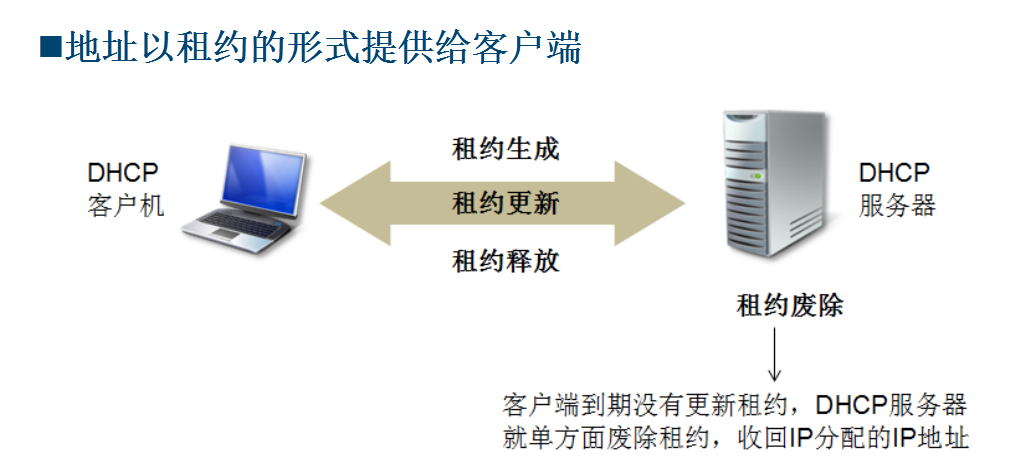 ■地址以租约的形式提供给客户端
租约生成
DHCP
客户机
租约更新
DHCP
服务器
租约释放
租约废除
客户端到期没有更新租约，DHCP服务器
就单方面废除租约，收回IP分配的IP地址